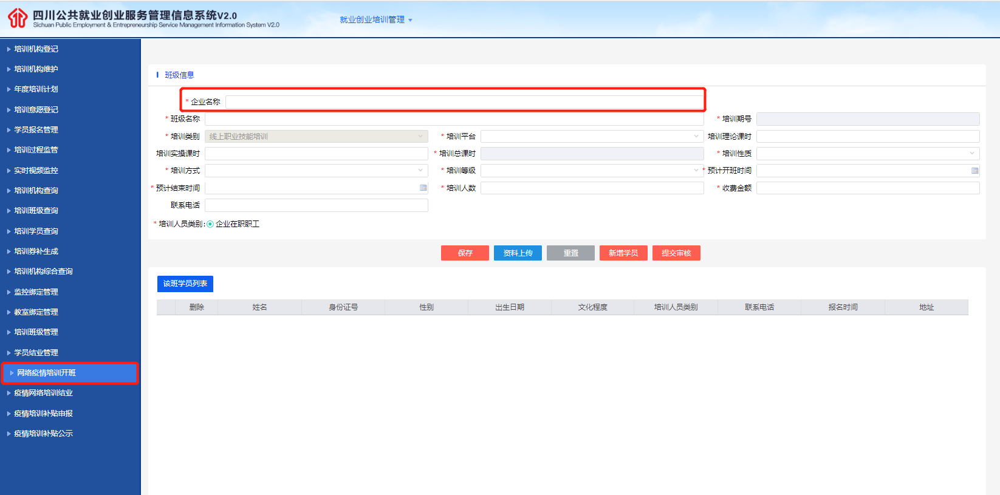 四川公共就业创业服务管理信息系统V2.0
Sichuan Public Employment & Entrepreneurship Service Management Information System V2.0
就业创业培训管理
培训机构登记
培训机构维护
年度培训计划
培训意愿登记
学员报名管理
培训过程监管
实时视频监控
培训机构查询
培训班级查询
培训学员查询
培训券补生成
培训机构综合查询
监控绑定管理
教室绑定管理
培训班级管理
学员结业管理
网络疫情培训开班
疫情网络培训结业
疫情培训补贴申报
疫情培训补贴公示
班级信息
* 企业名称
* 班级名称 * 培训期号
* 培训类别 线上职业技能培训 * 培训平台 培训理论课时
培训实操课时 * 培训总课时 * 培训性质
* 培训方式 * 培训等级 * 预计开班时间
* 预计结束时间 * 培训人数 * 收费金额
联系电话
* 培训人员类别: 企业在职职工
保存 资料上传 重置 新增学员 提交审核
该班学员列表
删除 姓名 身份证号 性别 出生日期 文化程度 培训人员类别 联系电话 报名时间 地址